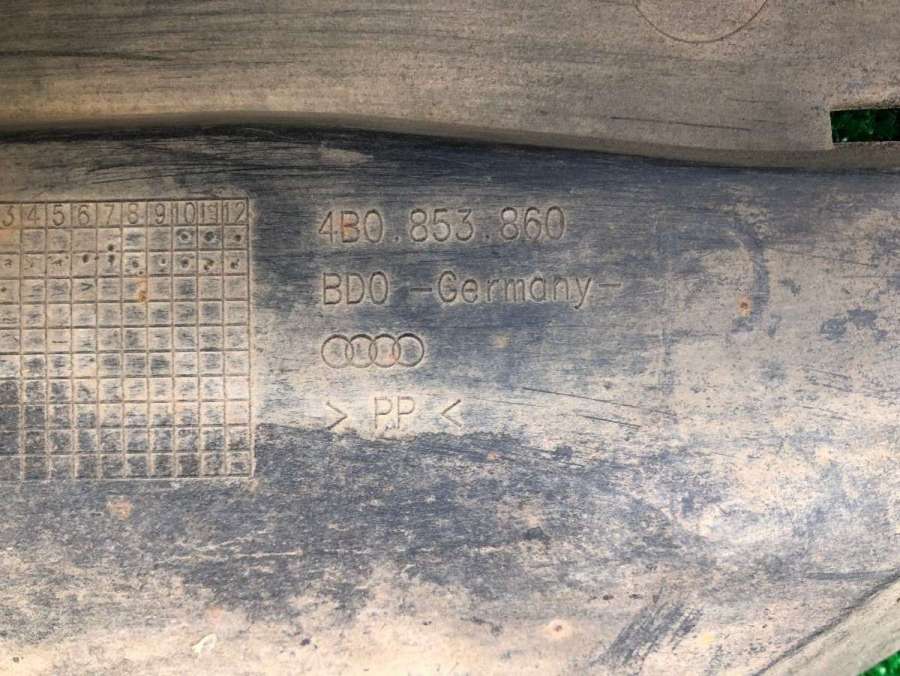 3 4 5 6 7 8 9 10 11 12
4B0.853.860
BDO -Germany-
> PP <